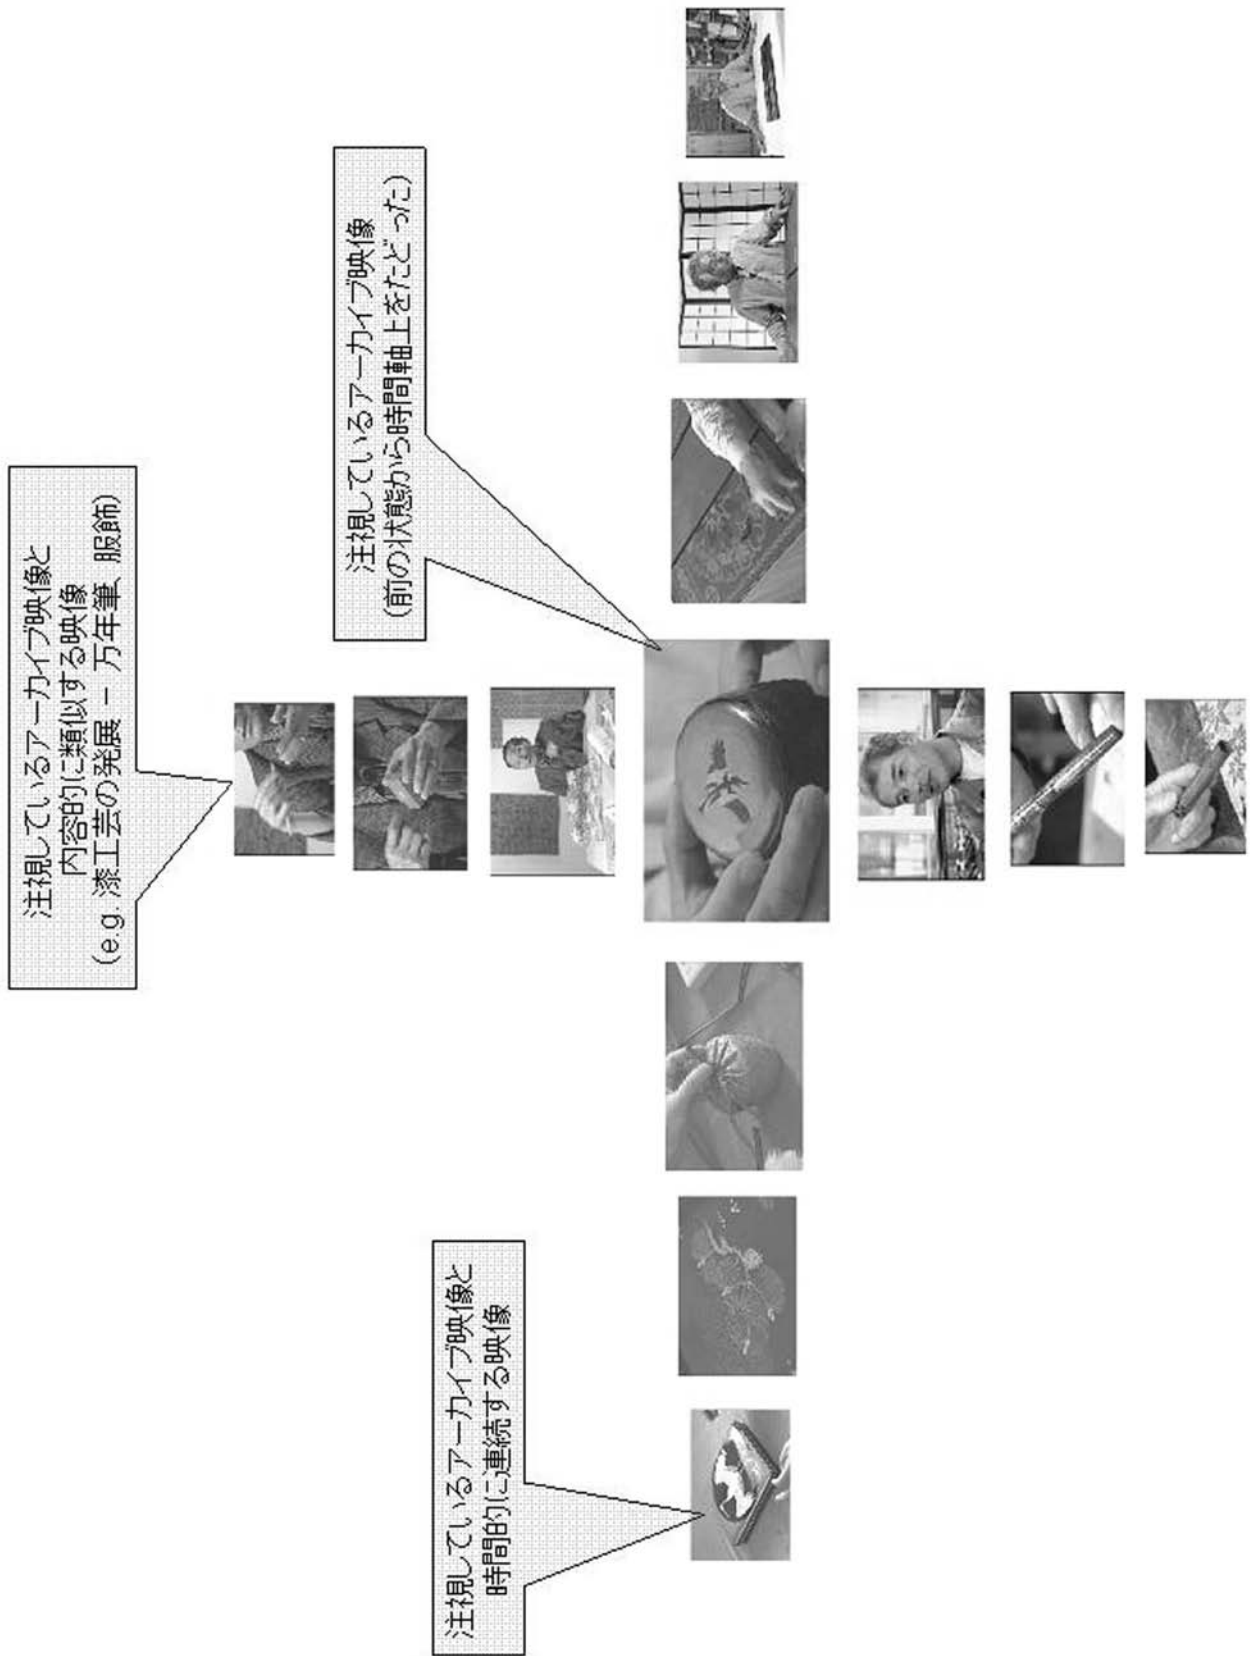 注視しているアーカイブ映像と
時間的に連続する映像
注視しているアーカイブ映像と
内容的に類似する映像
(e.g. 漆工芸の発展 － 万年筆、服飾)
注視しているアーカイブ映像
(前の状態から時間軸上をたどった)